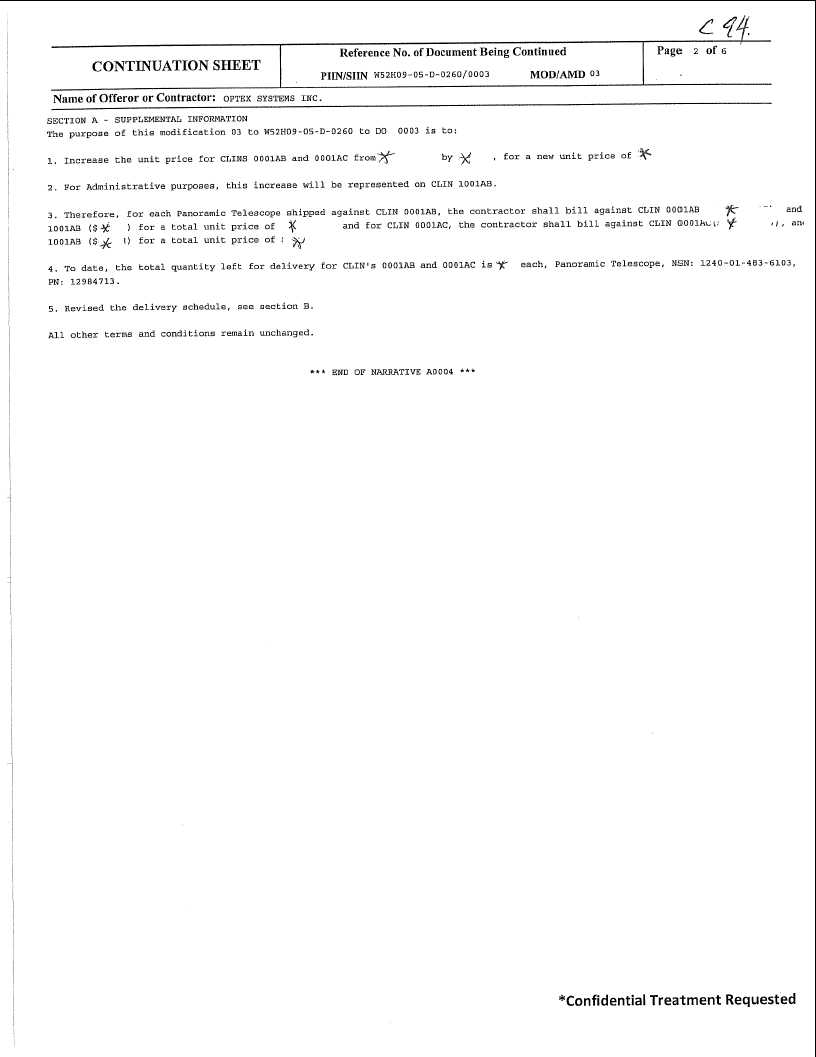 C 94.
CONTINUATION SHEET
Reference No. of Document Being Continued
Page 2 of 6
PIIN/SIIN W52H09-05-D-0260/0003 MOD/AMD 03
Name of Offeror or Contractor: OPTEX SYSTEMS INC.
SECTION A - SUPPLEMENTAL INFORMATION
The purpose of this modification 03 to W52H09-05-D-0260 to DO 0003 is to:
1. Increase the unit price for CLINS 0001AB and 0001AC from * by * , for a new unit price of *
2. For Administrative purposes, this increase will be represented on CLIN 1001AB.
3. Therefore, for each Panoramic Telescope shipped against CLIN 0001AB, the contractor shall bill against CLIN 0001AB * and
1001AB ($ * ) for a total unit price of * and for CLIN 0001AC, the contractor shall bill against CLIN 0001AC( * ), and
1001AB ($ * ) for a total unit price of *
4. To date, the total quantity left for delivery for CLIN's 0001AB and 0001AC is * each, Panoramic Telescope, NSN: 1240-01-483-6103,
PN: 12984713.
5. Revised the delivery schedule, see section B.
All other terms and conditions remain unchanged.
*** END OF NARRATIVE A0004 ***
*Confidential Treatment Requested